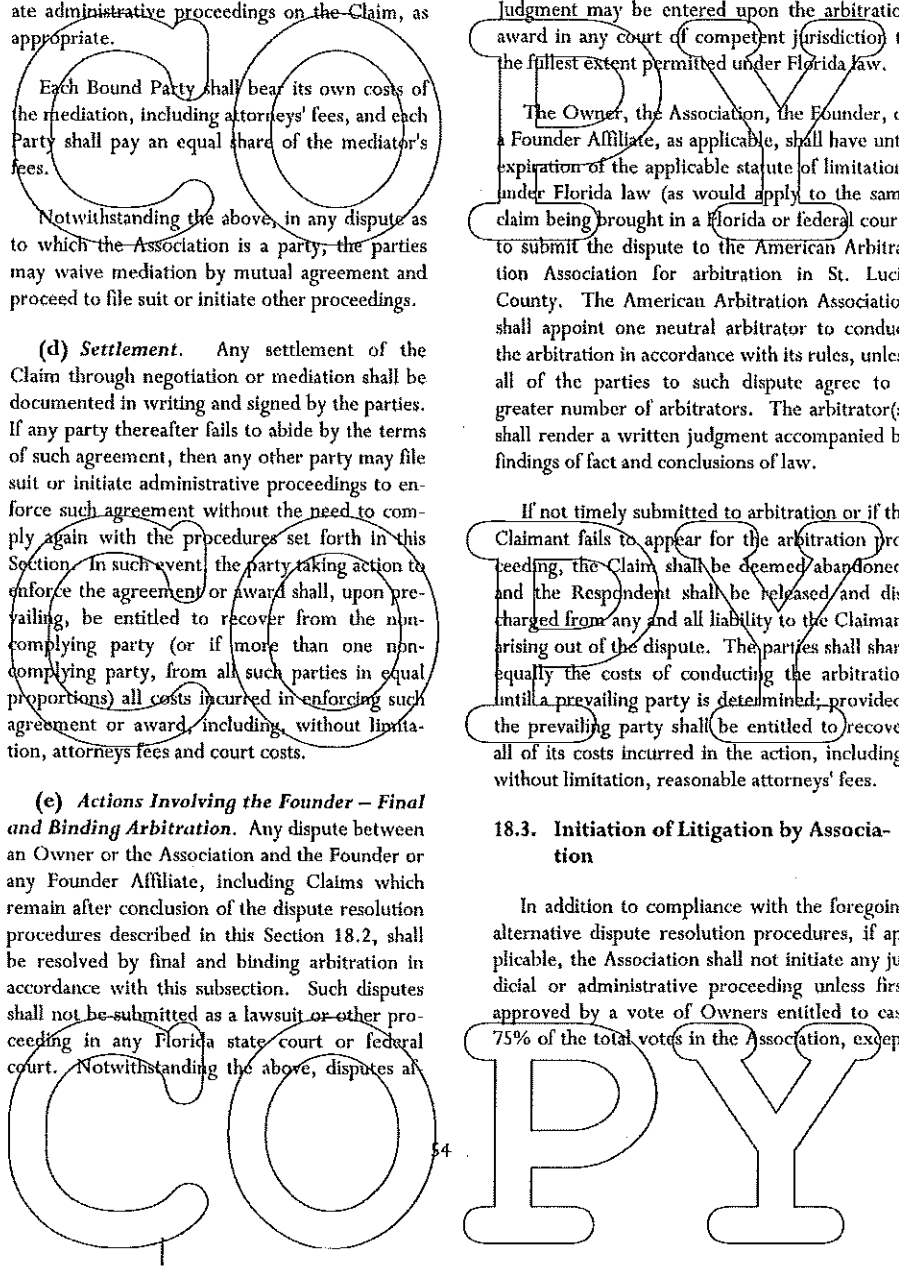 ate administrative proceedings on the Claim, as
appropriate.
Each Bound Party shall bear its own costs of
the mediation, including attorneys' fees, and each
Party shall pay an equal share of the mediator's
fees.
Notwithstanding the above, in any dispute as
to which the Association is a party, the parties
may waive mediation by mutual agreement and
proceed to file suit or initiate other proceedings.
(d) Settlement. Any settlement of the
Claim through negotiation or mediation shall be
documented in writing and signed by the parties.
If any party thereafter fails to abide by the terms
of such agreement, then any other party may file
suit or initiate administrative proceedings to en-
force such agreement without the need to com-
ply again with the procedures set forth in this
Section. In such event, the party taking action to
enforce the agreement or award shall, upon pre-
vailing, be entitled to recover from the non-
complying party (or if more than one non-
complying party, from all such parties in equal
proportions) all costs incurred in enforcing such
agreement or award, including, without limita-
tion, attorneys fees and court costs.
(e) Actions Involving the Founder – Final
and Binding Arbitration. Any dispute between
an Owner or the Association and the Founder or
any Founder Affiliate, including Claims which
remain after conclusion of the dispute resolution
procedures described in this Section 18.2, shall
be resolved by final and binding arbitration in
accordance with this subsection. Such disputes
shall not be submitted as a lawsuit or other pro-
ceeding in any Florida state court or federal
court. Notwithstanding the above, disputes af-
Judgment may be entered upon the arbitratio
award in any court of competent jurisdiction t
the fullest extent permitted under Florida law.
The Owner, the Association, the Founder, o
a Founder Affiliate, as applicable, shall have unt
expiration of the applicable statute of limitation
under Florida law (as would apply to the sam
claim being brought in a Florida or federal cour
to submit the dispute to the American Arbitra
tion Association for arbitration in St. Luci
County. The American Arbitration Associatio
shall appoint one neutral arbitrator to conduc
the arbitration in accordance with its rules, unles
all of the parties to such dispute agree to
greater number of arbitrators. The arbitrator(s
shall render a written judgment accompanied b
findings of fact and conclusions of law.
If not timely submitted to arbitration or if th
Claimant fails to appear for the arbitration pro
ceeding, the Claim shall be deemed abandoned
and the Respondent shall be released and dis
charged from any and all liability to the Claiman
arising out of the dispute. The parties shall shar
equally the costs of conducting the arbitratio
until a prevailing party is determined; provided
the prevailing party shall be entitled to recove
all of its costs incurred in the action, including
without limitation, reasonable attorneys' fees.
18.3. Initiation of Litigation by Associa-
tion
In addition to compliance with the foregoin
alternative dispute resolution procedures, if ap
plicable, the Association shall not initiate any ju
dicial or administrative proceeding unless firs
approved by a vote of Owners entitled to cas
75% of the total votes in the Association, excep
54
COPY
COPY
COPY